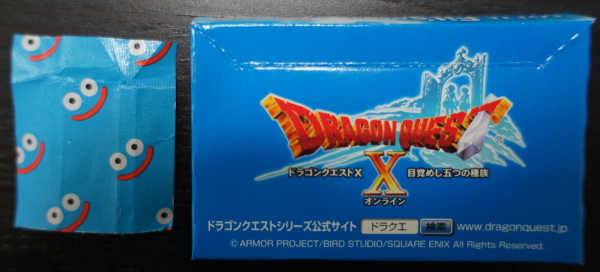 DRAGON QUEST
®
ドラゴンクエストX 目覚めし五つの種族
X
オンライン
ドラゴンクエストシリーズ公式サイト ドラクエ 検索 www.dragonquest.jp
© ARMOR PROJECT/BIRD STUDIO/SQUARE ENIX All Rights Reserved.